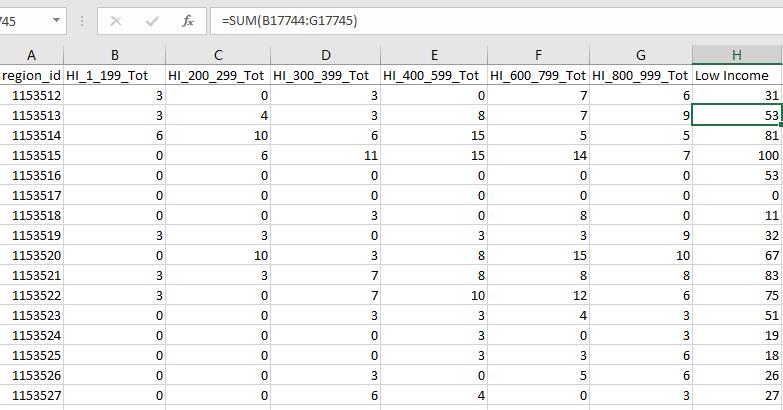 745 =SUM(B17744:G17745)
A B C D E F G H
region_id HI_1_199_Tot HI_200_299_Tot HI_300_399_Tot HI_400_599_Tot HI_600_799_Tot HI_800_999_Tot Low Income
1153512 3 0 3 0 7 6 31
1153513 3 4 3 8 7 9 53
1153514 6 10 6 15 5 5 81
1153515 0 6 11 15 14 7 100
1153516 0 0 0 0 0 0 53
1153517 0 0 0 0 0 0 0
1153518 0 0 3 0 8 0 11
1153519 3 3 0 3 3 9 32
1153520 0 10 3 8 15 10 67
1153521 3 3 7 8 8 8 83
1153522 3 0 7 10 12 6 75
1153523 0 0 3 3 4 3 51
1153524 0 0 0 3 0 3 19
1153525 0 0 0 3 3 6 18
1153526 0 0 3 0 5 6 26
1153527 0 0 6 4 0 3 27